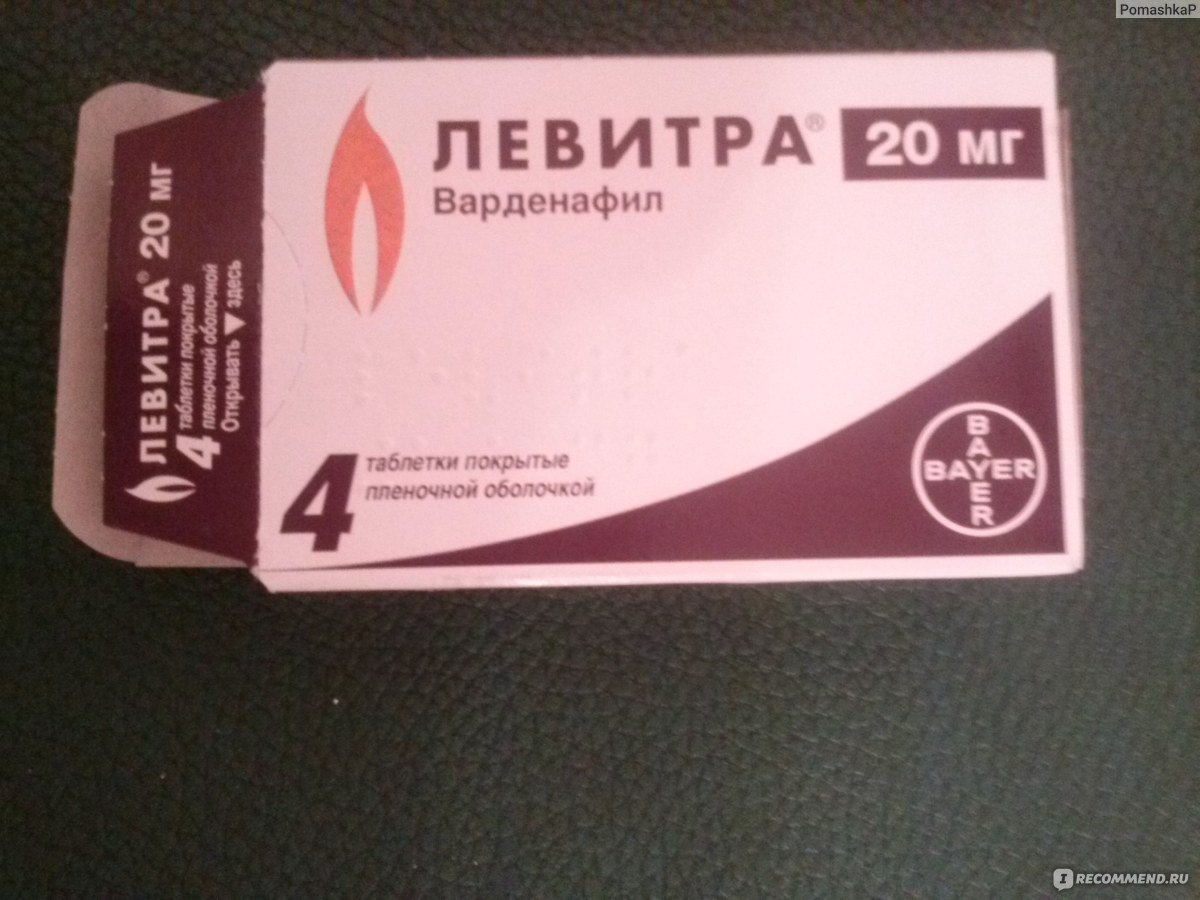 PomashkaP
ЛЕВИТРА® 20 мг
Варденафил
4 таблетки покрытые
пленочной оболочкой
BAYER
BAYER
ЛЕВИТРА® 20 мг
4 таблетки покрытые
пленочной оболочкой
Открывать ▼ здесь
I RECOMMEND.RU